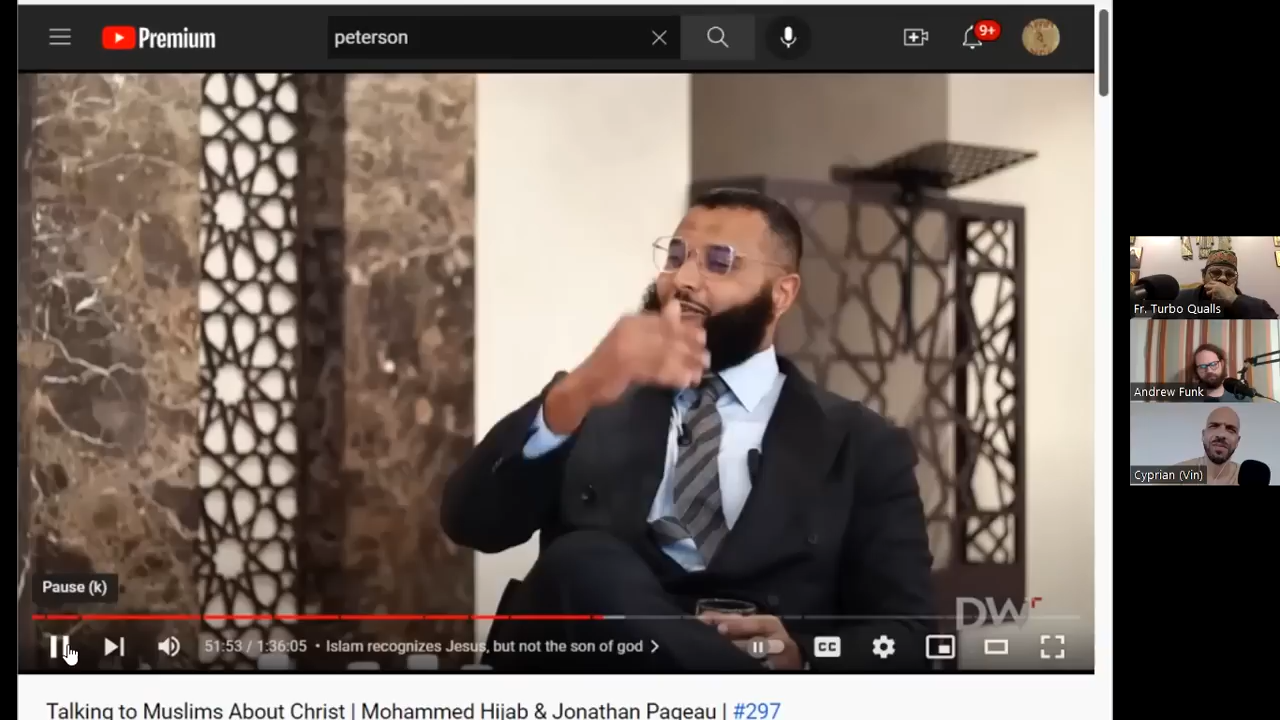 Premium
peterson
9+
Pause (k)
DW+
51:53 / 1:36:05 • Islam recognizes Jesus, but not the son of god
CC
Talking to Muslims About Christ | Mohammed Hijab & Jonathan Pageau | #297
Fr. Turbo Qualls
Andrew Funk
Cyprian (Vin)